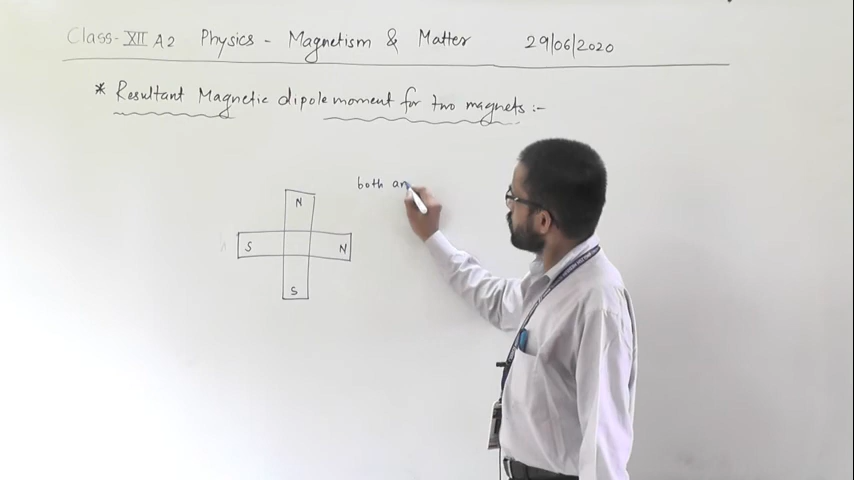 Class- XII A2 Physics - Magnetism & Matter 29/06/2020
* Resultant Magnetic dipole moment for two magnets :-
both an
N
S N
S